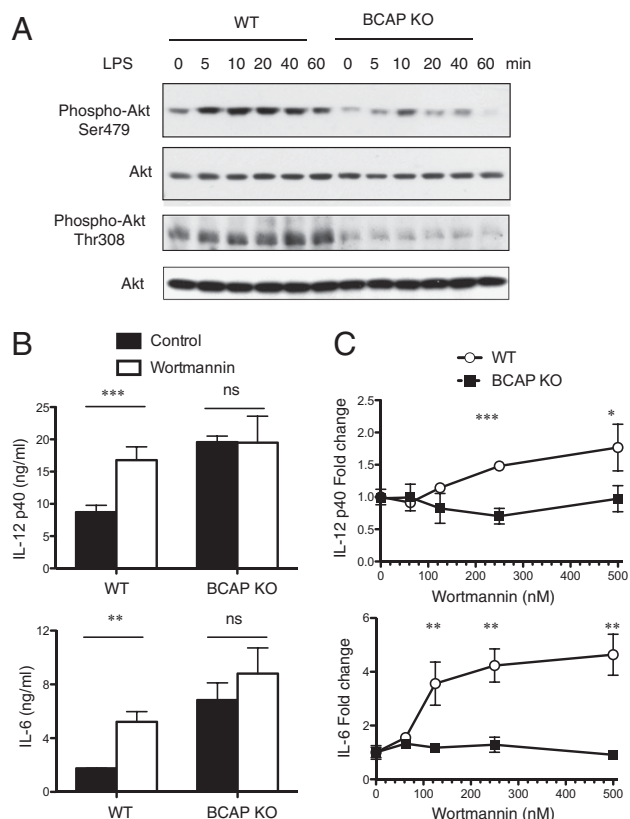 A
WT BCAP KO
LPS 0 5 10 20 40 60 0 5 10 20 40 60 min
Phospho-Akt
Ser479
Akt
Phospho-Akt
Thr308
Akt
B
Control
Wortmannin
IL-12 p40 (ng/ml)
25
20
15
10
5
0
*** ns
WT BCAP KO
IL-6 (ng/ml)
12
8
4
0
** ns
WT BCAP KO
C
WT
BCAP KO
IL-12 p40 Fold change
2.5
2.0
1.5
1.0
0.5
0.0
*** *
0 100 200 300 400 500
Wortmannin (nM)
IL-6 Fold change
6
4
2
0
** ** **
0 100 200 300 400 500
Wortmannin (nM)